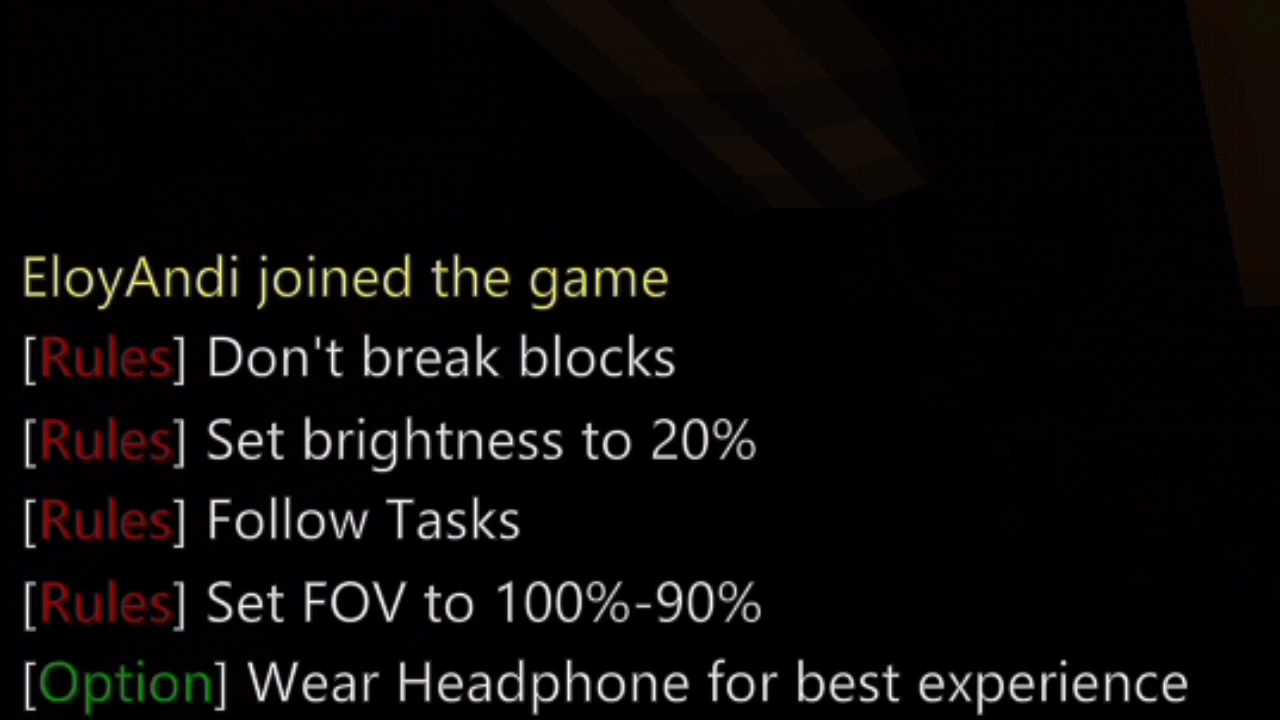 EloyAndi joined the game
[Rules] Don't break blocks
[Rules] Set brightness to 20%
[Rules] Follow Tasks
[Rules] Set FOV to 100%-90%
[Option] Wear Headphone for best experience